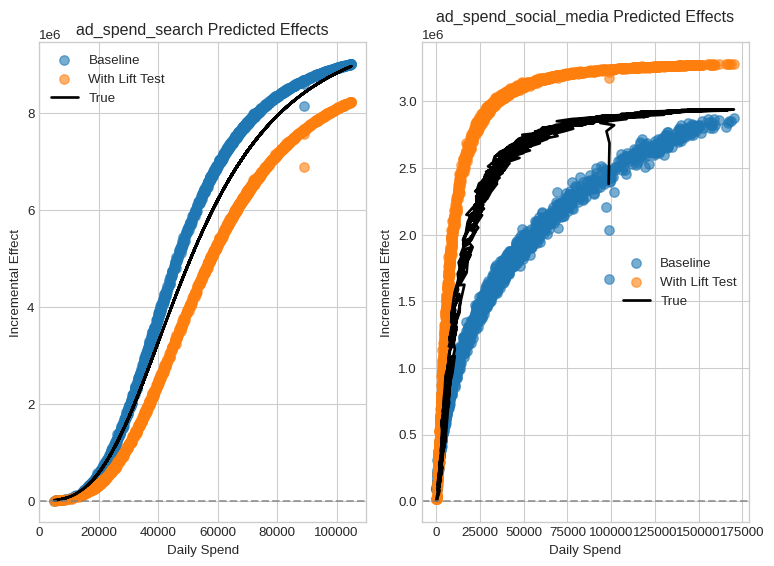 ad_spend_search Predicted Effects
1e6
Baseline
With Lift Test
True
8
6
4
2
0
0 20000 40000 60000 80000 100000
Daily Spend
Incremental Effect
ad_spend_social_media Predicted Effects
1e6
3.0
2.5
2.0
1.5
1.0
0.5
0.0
Baseline
With Lift Test
True
0 25000 50000 75000 100000 125000 150000 175000
Daily Spend
Incremental Effect